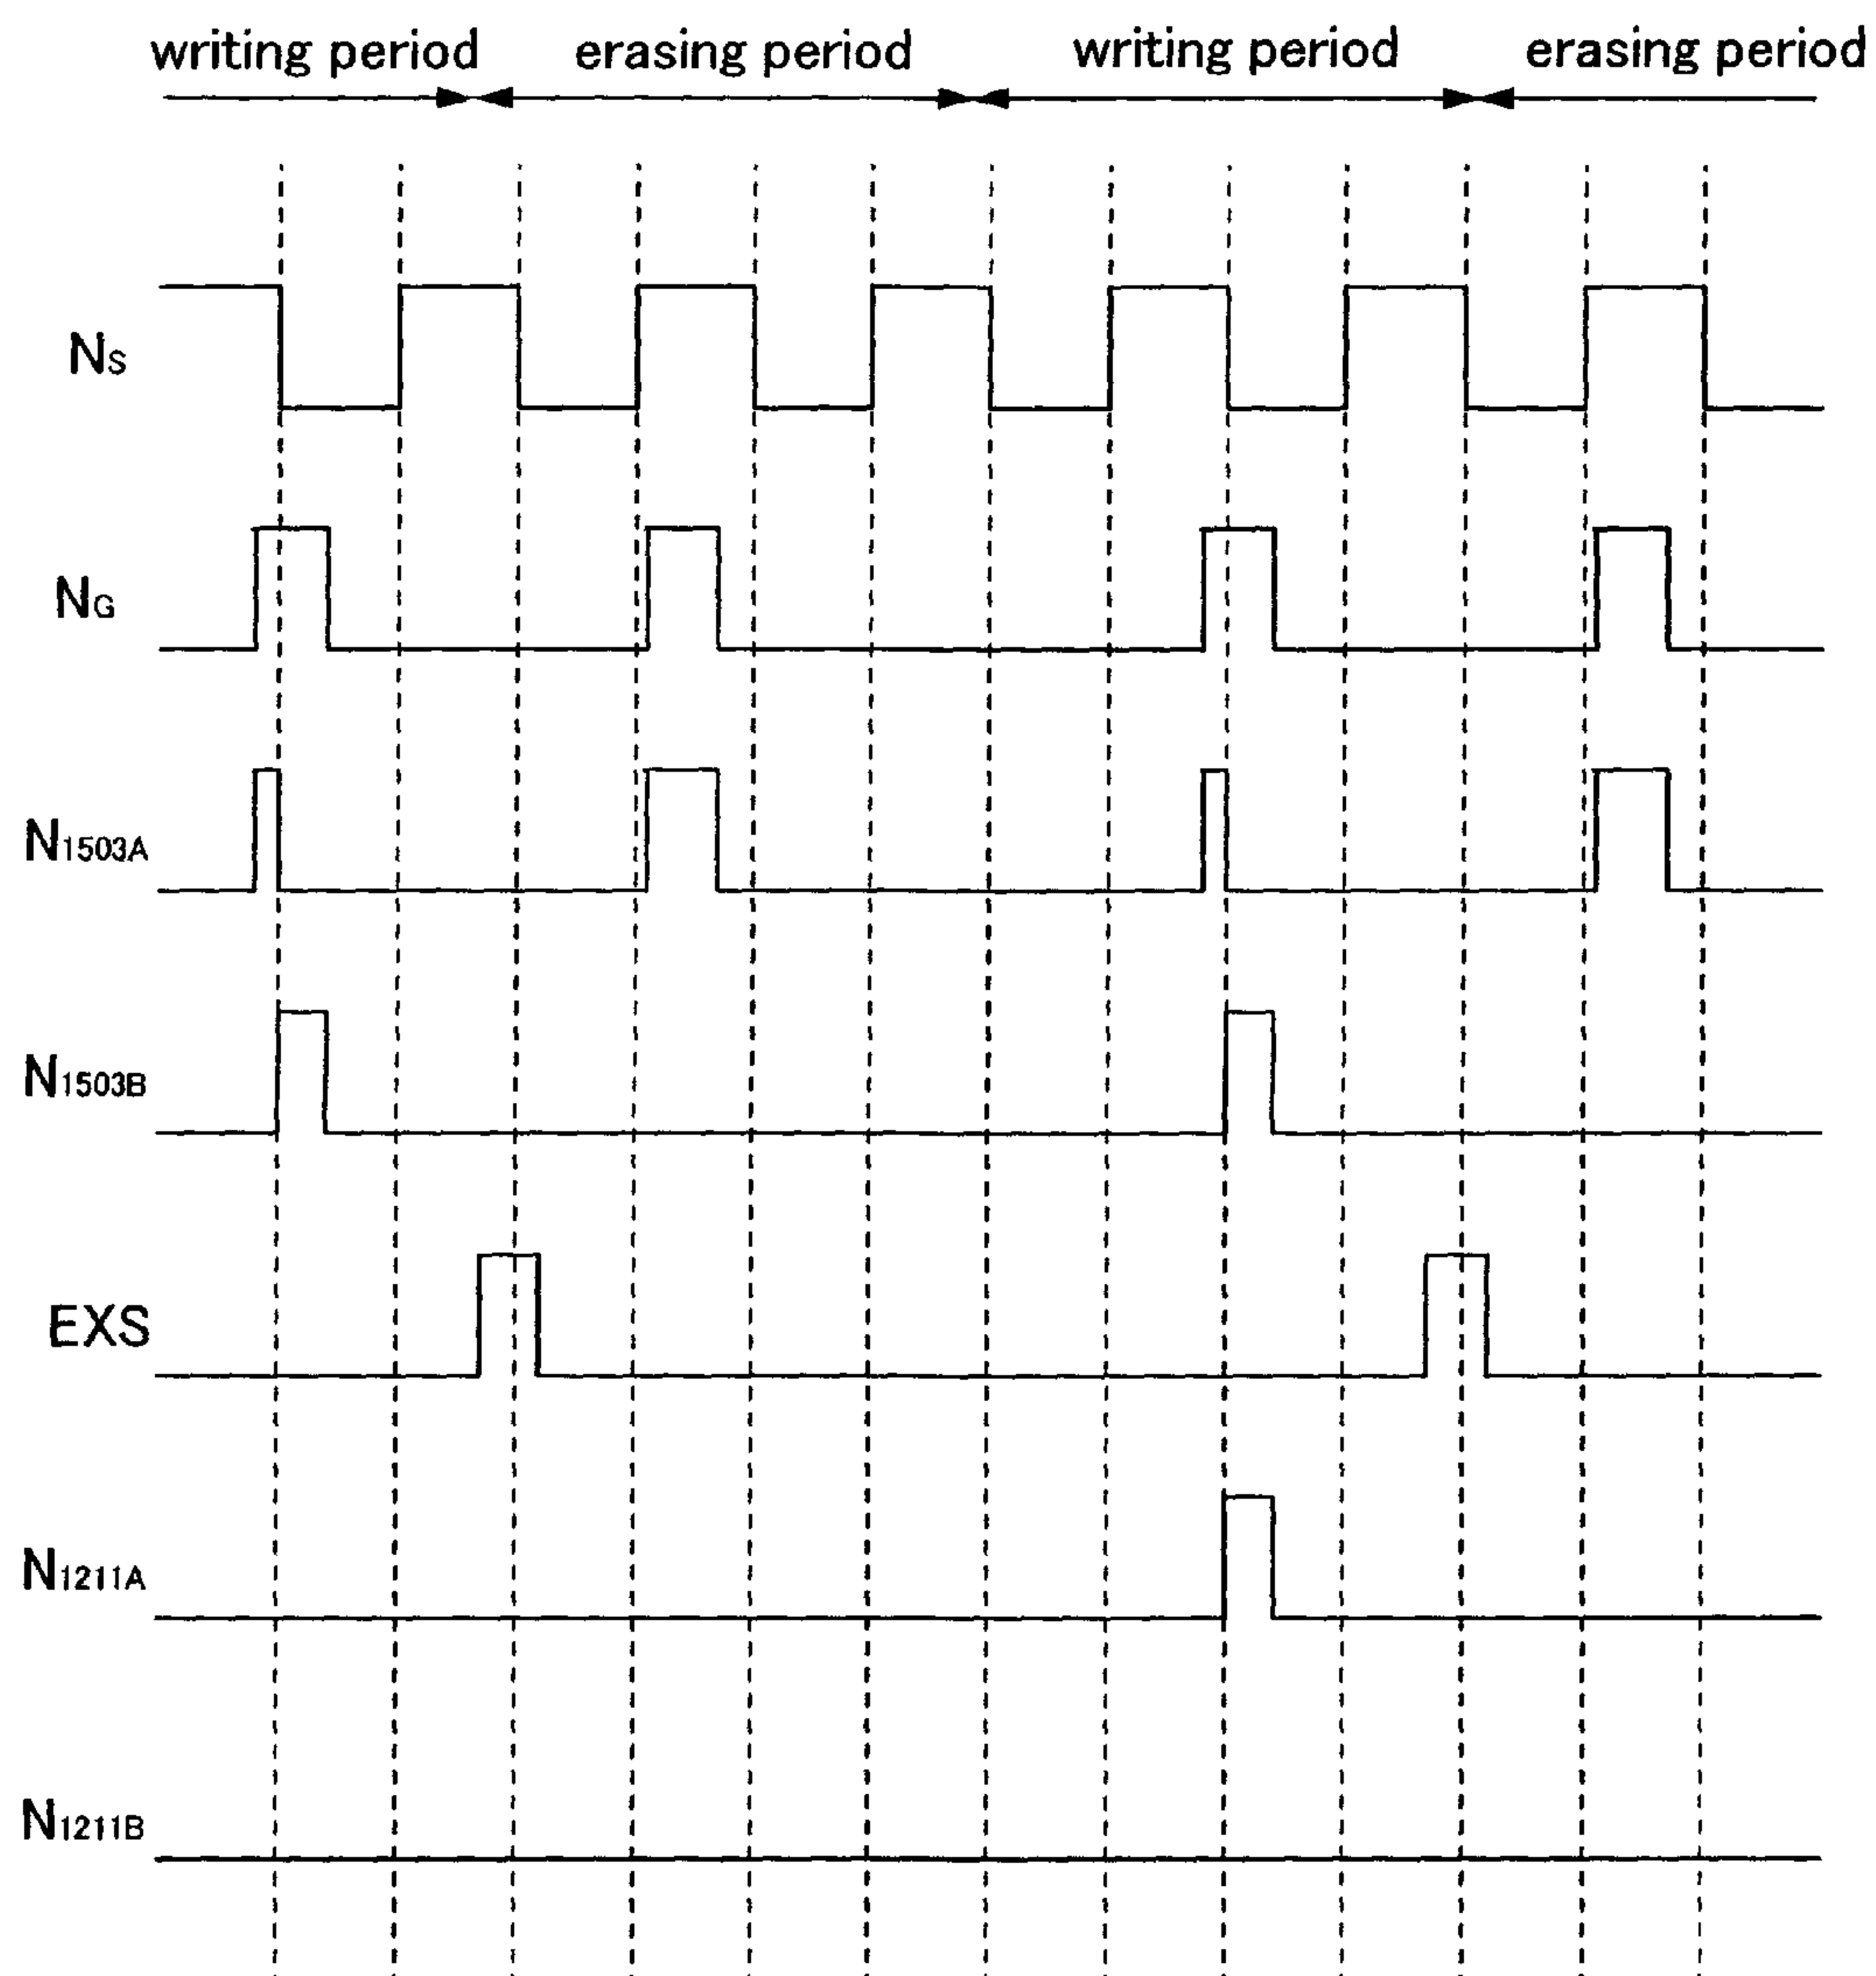 writing period erasing period writing period erasing period
NS
NG
N1503A
N1503B
EXS
N1211A
N1211B